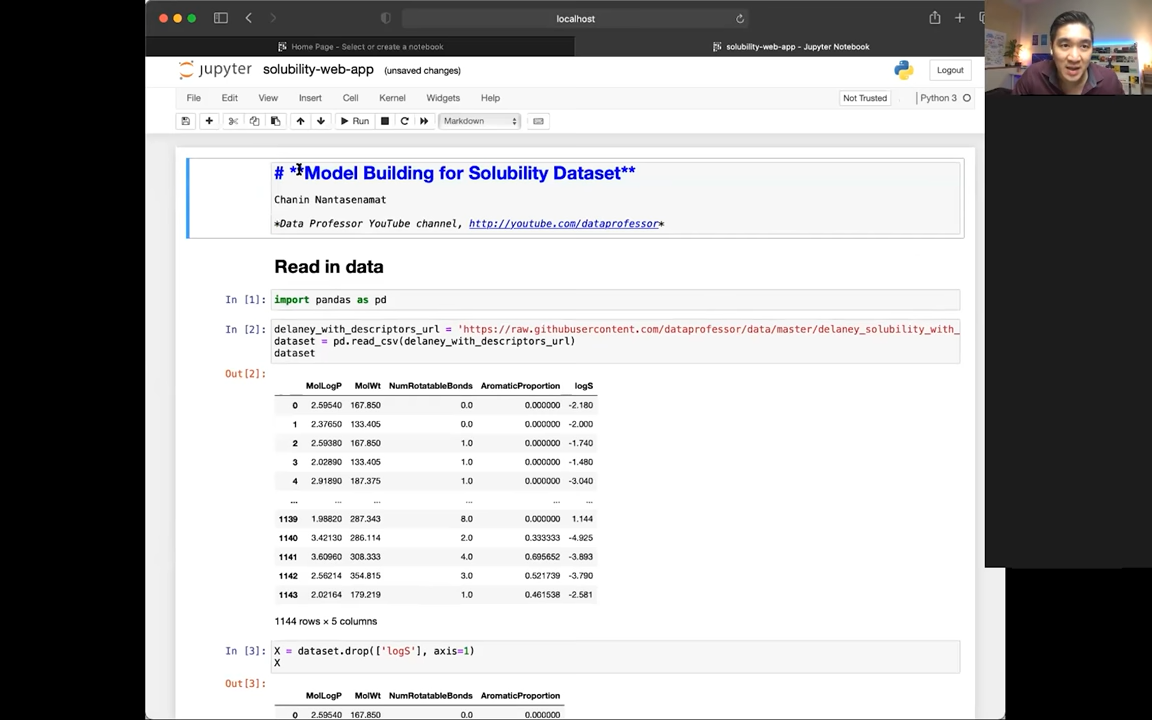 localhost
Home Page - Select or create a notebook
solubility-web-app - Jupyter Notebook
jupyter solubility-web-app (unsaved changes)
Logout
File Edit View Insert Cell Kernel Widgets Help
Not Trusted
Python 3
Run
Markdown
# **Model Building for Solubility Dataset**
Chanin Nantasenamat
*Data Professor YouTube channel, http://youtube.com/dataprofessor*
Read in data
In [1]: import pandas as pd
In [2]: delaney_with_descriptors_url = 'https://raw.githubusercontent.com/dataprofessor/data/master/delaney_solubility_with_
dataset = pd.read_csv(delaney_with_descriptors_url)
dataset
Out[2]:
MolLogP MolWt NumRotatableBonds AromaticProportion logS
0 2.59540 167.850 0.0 0.000000 -2.180
1 2.37650 133.405 0.0 0.000000 -2.000
2 2.59380 167.850 1.0 0.000000 -1.740
3 2.02890 133.405 1.0 0.000000 -1.480
4 2.91890 187.375 1.0 0.000000 -3.040
... ... ... ... ... ...
1139 1.98820 287.343 8.0 0.000000 1.144
1140 3.42130 286.114 2.0 0.333333 -4.925
1141 3.60960 308.333 4.0 0.695652 -3.893
1142 2.56214 354.815 3.0 0.521739 -3.790
1143 2.02164 179.219 1.0 0.461538 -2.581
1144 rows × 5 columns
In [3]: X = dataset.drop(['logS'], axis=1)
X
Out[3]:
MolLogP MolWt NumRotatableBonds AromaticProportion
0 2.59540 167.850 0.0 0.000000